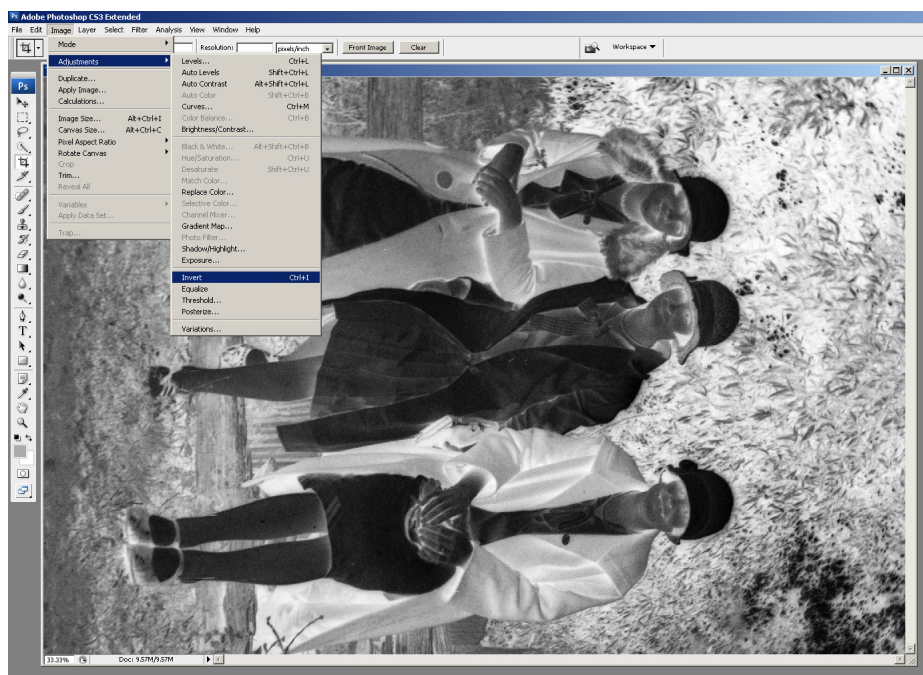 Adobe Photoshop CS3 Extended
File Edit Image Layer Select Filter Analysis View Window Help
Resolution: pixels/inch Front Image Clear Workspace
Mode
Adjustments
Duplicate...
Apply Image...
Calculations...
Image Size... Alt+Ctrl+I
Canvas Size... Alt+Ctrl+C
Pixel Aspect Ratio
Rotate Canvas
Crop
Trim...
Reveal All
Variables
Apply Data Set...
Trap...
Levels... Ctrl+L
Auto Levels Shift+Ctrl+L
Auto Contrast Alt+Shift+Ctrl+L
Auto Color Shift+Ctrl+B
Curves... Ctrl+M
Color Balance... Ctrl+B
Brightness/Contrast...
Black & White... Alt+Shift+Ctrl+B
Hue/Saturation... Ctrl+U
Desaturate Shift+Ctrl+U
Match Color...
Replace Color...
Selective Color...
Channel Mixer...
Gradient Map...
Photo Filter...
Shadow/Highlight...
Exposure...
Invert Ctrl+I
Equalize
Threshold...
Posterize...
Variations...
Ps
T
33.33% Doc: 9.57M/9.57M